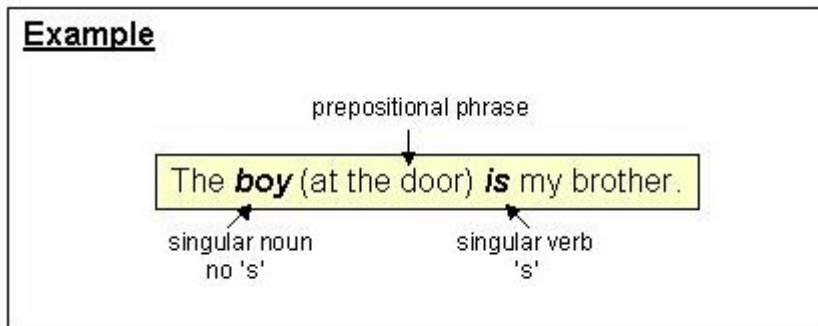 Example
prepositional phrase
The boy (at the door) is my brother.
singular noun
no 's'
singular verb
's'